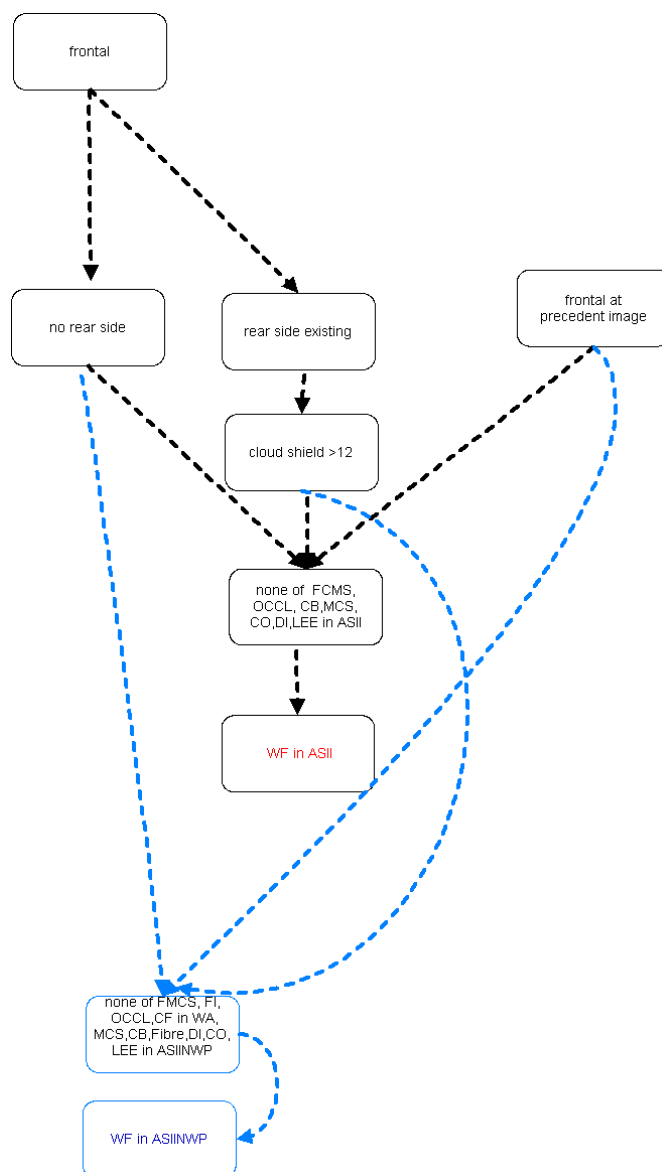 frontal
no rear side
rear side existing
frontal at
precedent image
cloud shield >12
none of  FCMS,
OCCL, CB,MCS,
CO,DI,LEE in ASII
WF in ASII
none of FMCS, FI,
OCCL,CF in WA,
MCS,CB,Fibre,DI,CO,
LEE in ASIINWP
WF in ASIINWP